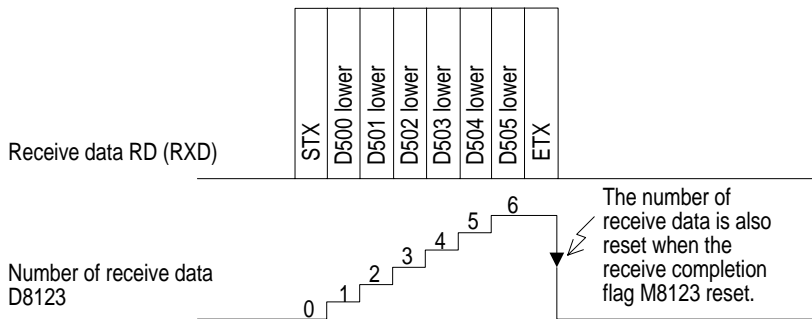 STX
D500 lower
D501 lower
D502 lower
D503 lower
D504 lower
D505 lower
ETX
Receive data RD (RXD)
The number of
receive data is also
reset when the
receive completion
flag M8123 reset.
0
1
2
3
4
5
6
Number of receive data
D8123